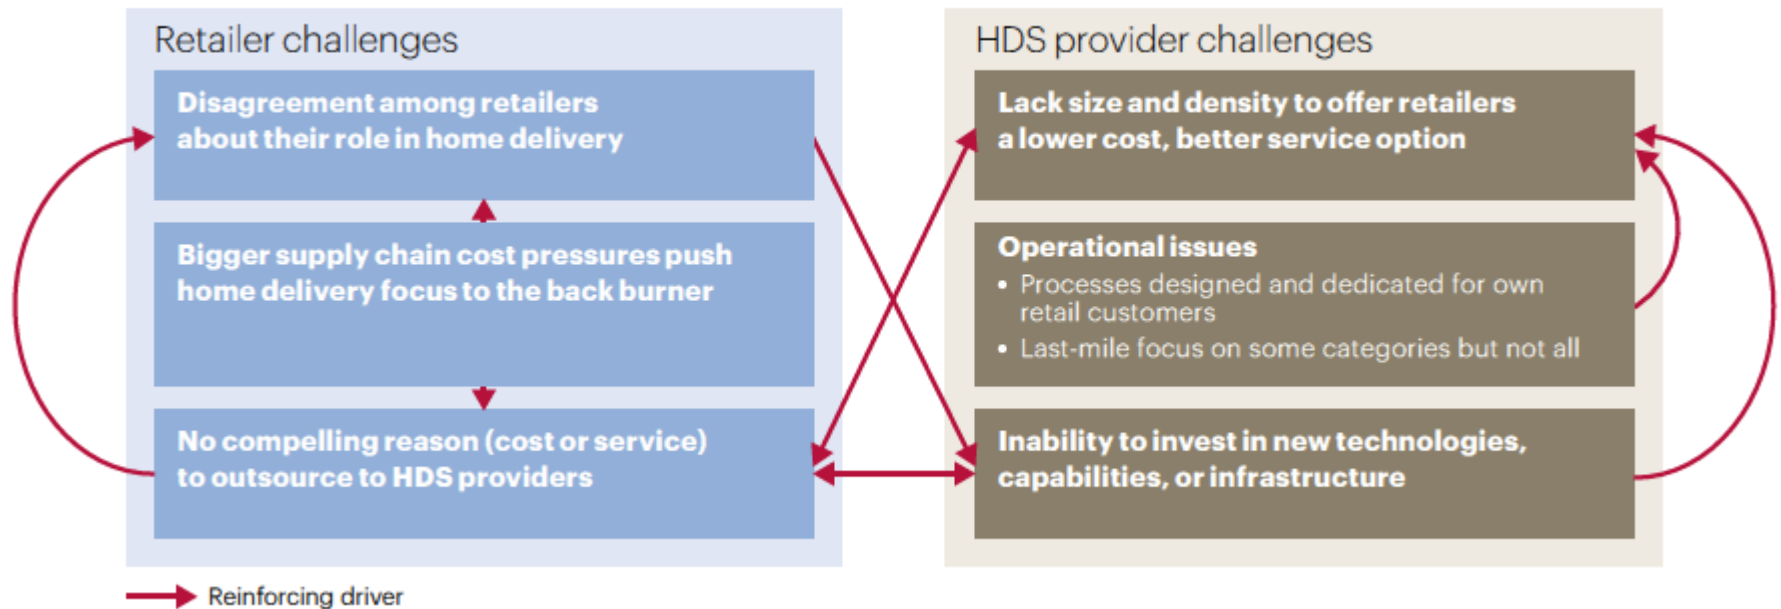 Retailer challenges
Disagreement among retailers
about their role in home delivery
Bigger supply chain cost pressures push
home delivery focus to the back burner
No compelling reason (cost or service)
to outsource to HDS providers
HDS provider challenges
Lack size and density to offer retailers
a lower cost, better service option
Operational issues
• Processes designed and dedicated for own
retail customers
• Last-mile focus on some categories but not all
Inability to invest in new technologies,
capabilities, or infrastructure
Reinforcing driver